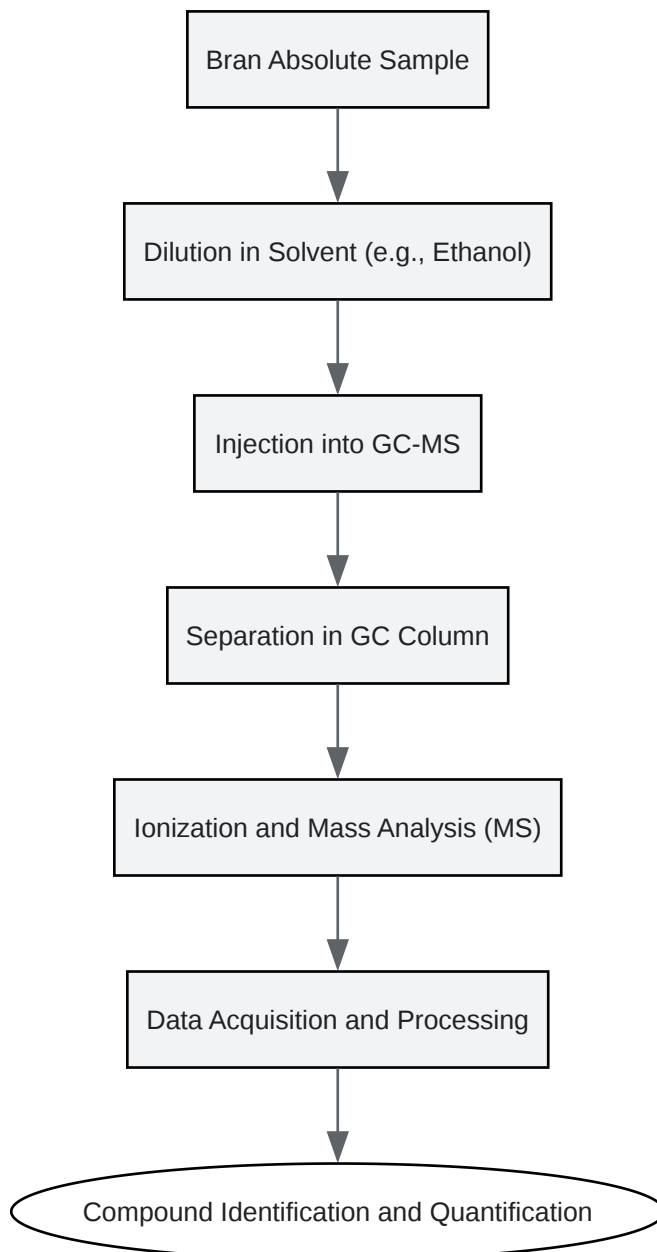 Bran Absolute Sample
Dilution in Solvent (e.g., Ethanol)
Injection into GC-MS
Separation in GC Column
Ionization and Mass Analysis (MS)
Data Acquisition and Processing
Compound Identification and Quantification